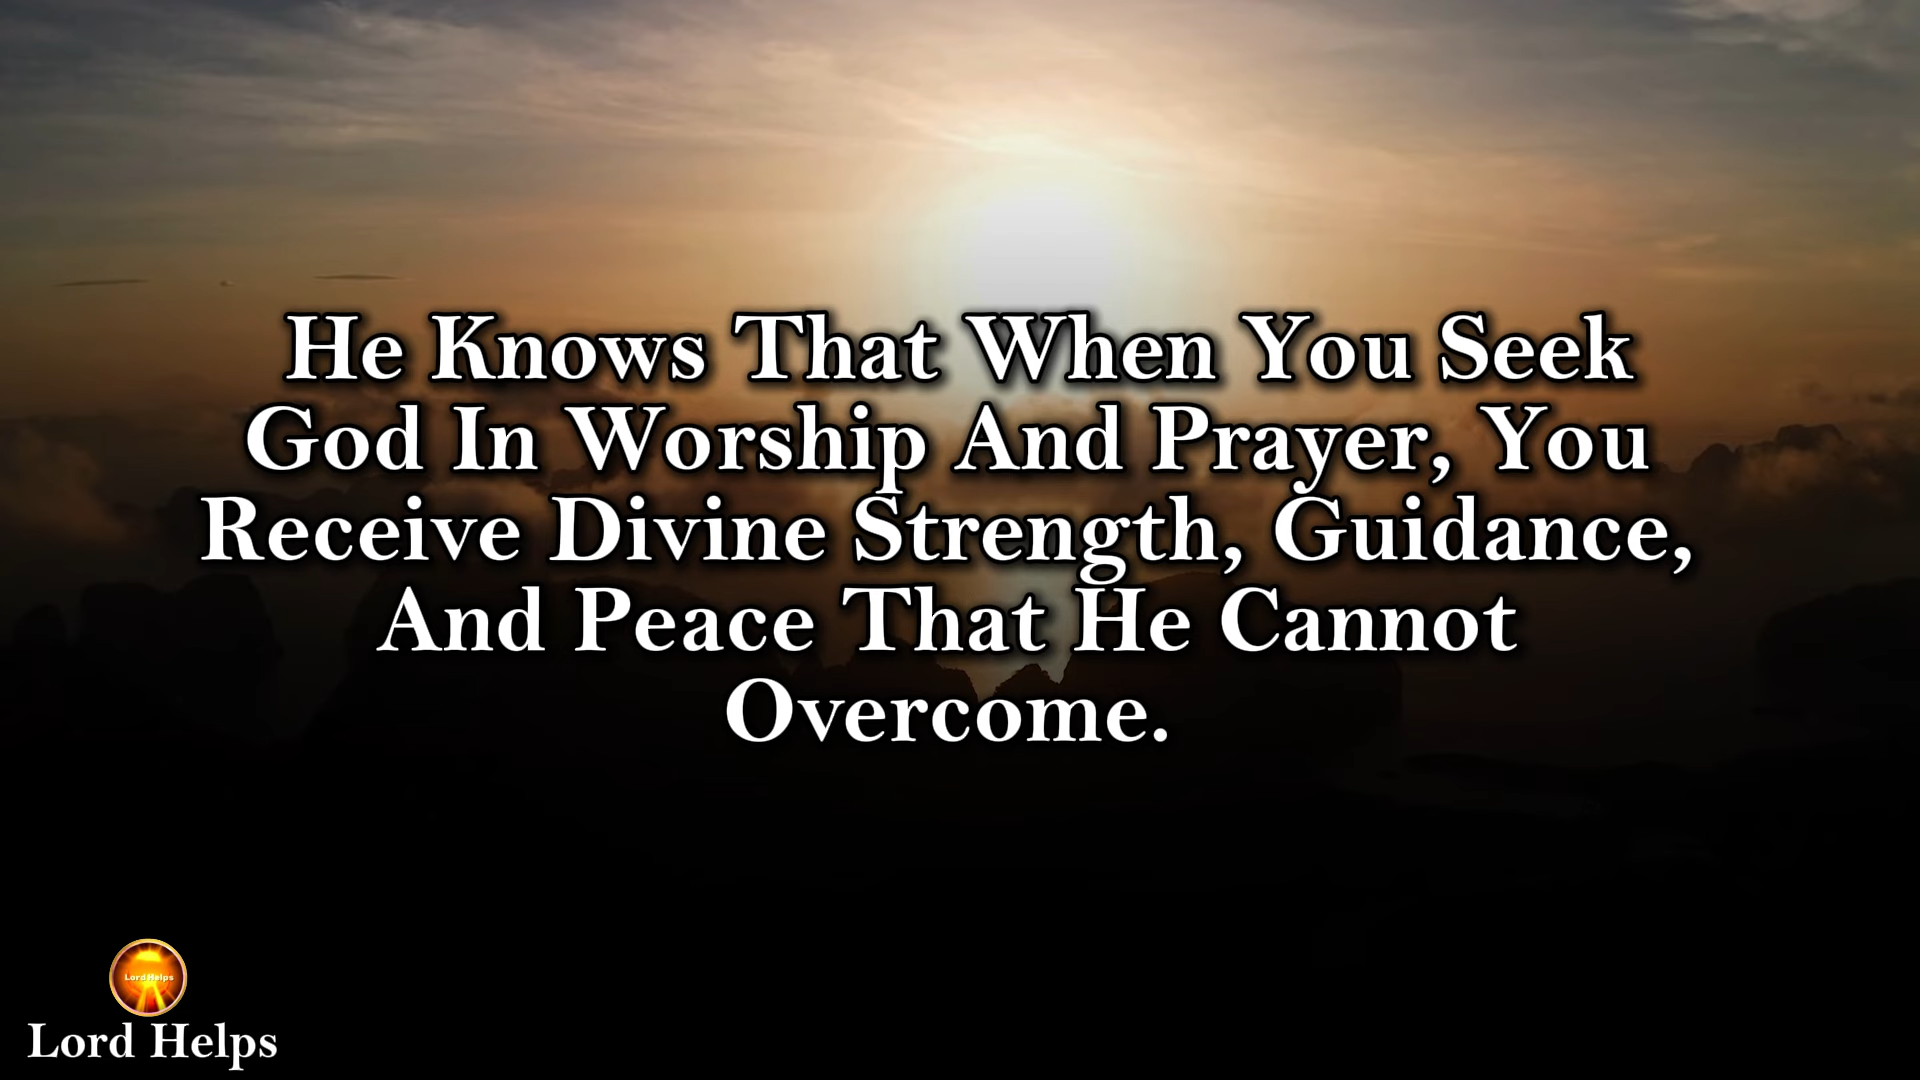 He Knows That When You Seek
God In Worship And Prayer, You
Receive Divine Strength, Guidance,
And Peace That He Cannot
Overcome.
Lord Helps
Lord Helps